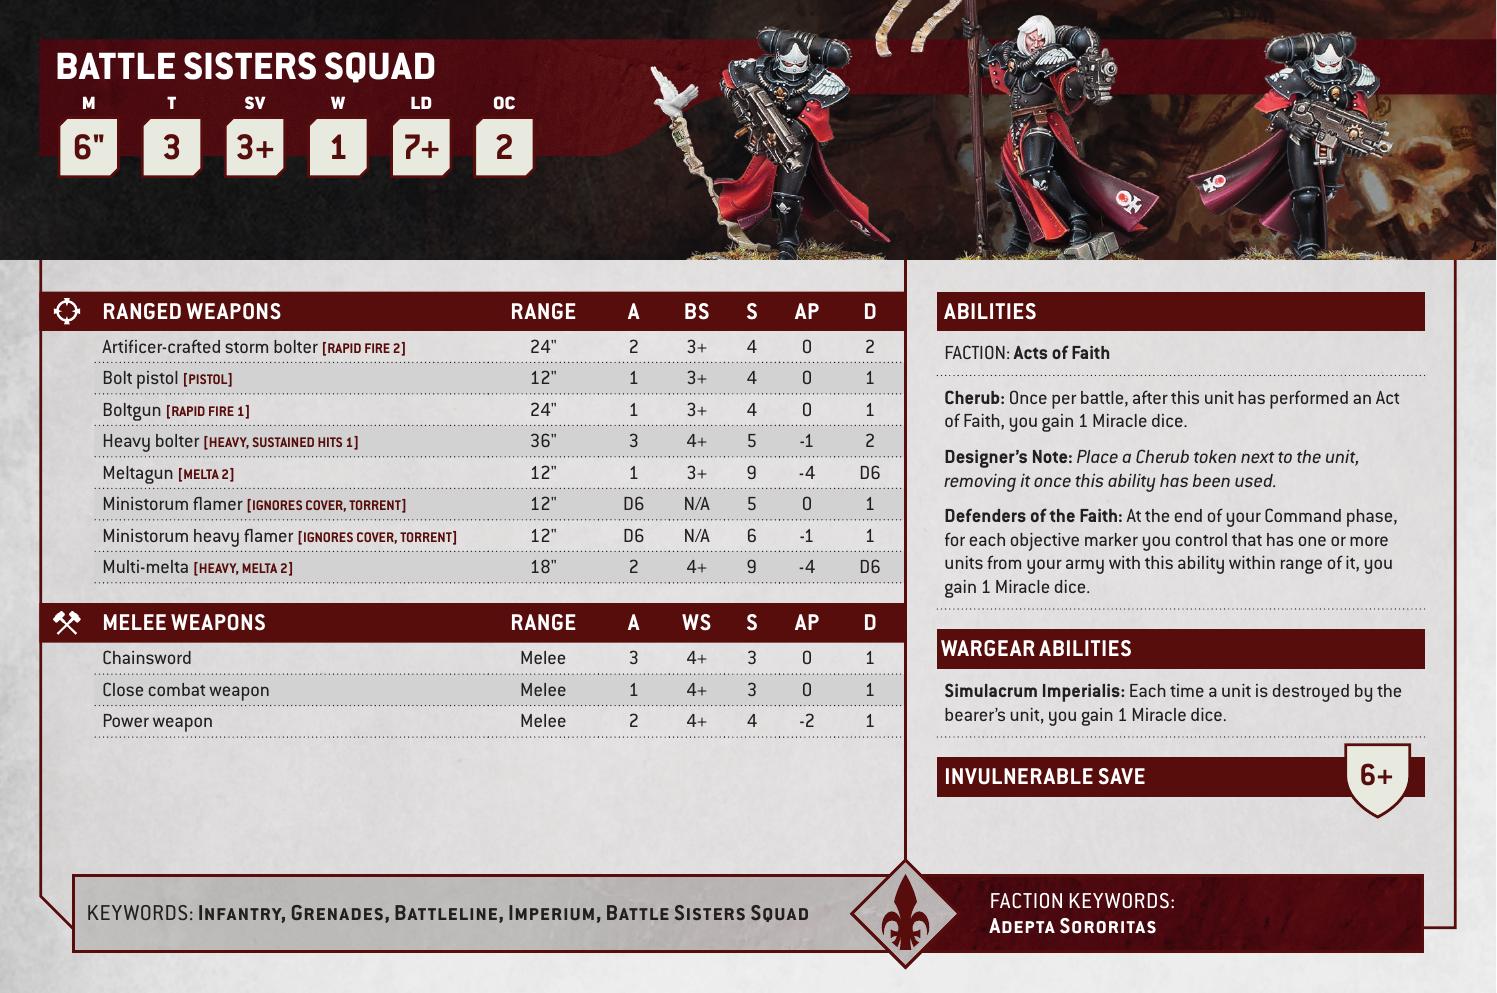 BATTLE SISTERS SQUAD
M T SV W LD OC
6" 3 3+ 1 7+ 2
RANGED WEAPONS RANGE A BS S AP D
Artificer-crafted storm bolter [RAPID FIRE 2] 24" 2 3+ 4 0 2
Bolt pistol [PISTOL] 12" 1 3+ 4 0 1
Boltgun [RAPID FIRE 1] 24" 1 3+ 4 0 1
Heavy bolter [HEAVY, SUSTAINED HITS 1] 36" 3 4+ 5 -1 2
Meltagun [MELTA 2] 12" 1 3+ 9 -4 D6
Ministorum flamer [IGNORES COVER, TORRENT] 12" D6 N/A 5 0 1
Ministorum heavy flamer [IGNORES COVER, TORRENT] 12" D6 N/A 6 -1 1
Multi-melta [HEAVY, MELTA 2] 18" 2 4+ 9 -4 D6
MELEE WEAPONS RANGE A WS S AP D
Chainsword Melee 3 4+ 3 0 1
Close combat weapon Melee 1 4+ 3 0 1
Power weapon Melee 2 4+ 4 -2 1
ABILITIES
FACTION: Acts of Faith
Cherub: Once per battle, after this unit has performed an Act
of Faith, you gain 1 Miracle dice.
Designer's Note: Place a Cherub token next to the unit,
removing it once this ability has been used.
Defenders of the Faith: At the end of your Command phase,
for each objective marker you control that has one or more
units from your army with this ability within range of it, you
gain 1 Miracle dice.
WARGEAR ABILITIES
Simulacrum Imperialis: Each time a unit is destroyed by the
bearer's unit, you gain 1 Miracle dice.
INVULNERABLE SAVE 6+
KEYWORDS: INFANTRY, GRENADES, BATTLELINE, IMPERIUM, BATTLE SISTERS SQUAD
FACTION KEYWORDS:
ADEPTA SORORITAS